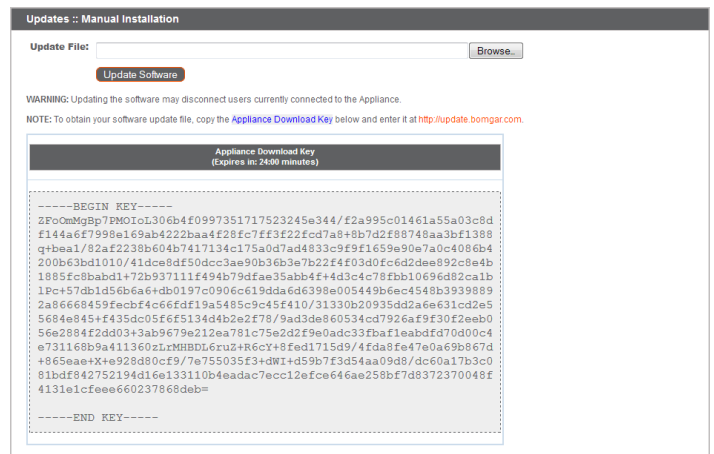 Updates :: Manual Installation
Update File:
Browse..
Update Software
WARNING: Updating the software may disconnect users currently connected to the Appliance.
NOTE: To obtain your software update file, copy the Appliance Download Key below and enter it at http://update.bomgar.com.
Appliance Download Key
(Expires in: 24:00 minutes)
-----BEGIN KEY-----
ZFoOmMgBp7PMOIoL306b4f0997351717523245e344/f2a995c01461a55a03c8d
f144a6f7998e169ab4222baa4f28fc7ff3f22fcd7a8+8b7d2f88748aa3bf1388
q+bea1/82af2238b604b7417134c175a0d7ad4833c9f9f1659e90e7a0c4086b4
200b63bd1010/41dce8df50dcc3ae90b36b3e7b22f4f03d0fc6d2dee892c8e4b
1885fc8babd1+72b937111f494b79dfae35abb4f+4d3c4c78fbb10696d82ca1b
1Pc+57db1d56b6a6+db0197c0906c619dda6d6398e005449b6ec4548b3939889
2a86668459fecbf4c66fdf19a5485c9c45f410/31330b20935dd2a6e631cd2e5
5684e845+f435dc05f6f5134d4b2e2f78/9ad3de860534cd7926af9f30f2eeb0
56e2884f2dd03+3ab9679e212ea781c75e2d2f9e0adc33fbaf1eabdfd70d00c4
e731168b9a411360zLrMHBDL6ruZ+R6cY+8fed1715d9/4fda8fe47e0a69b867d
+865eae+X+e928d80cf9/7e755035f3+dWI+d59b7f3d54aa09d8/dc60a17b3c0
81bdf842752194d16e133110b4eadac7ecc12efce646ae258bf7d8372370048f
4131e1cfeee660237868deb=
-----END KEY-----